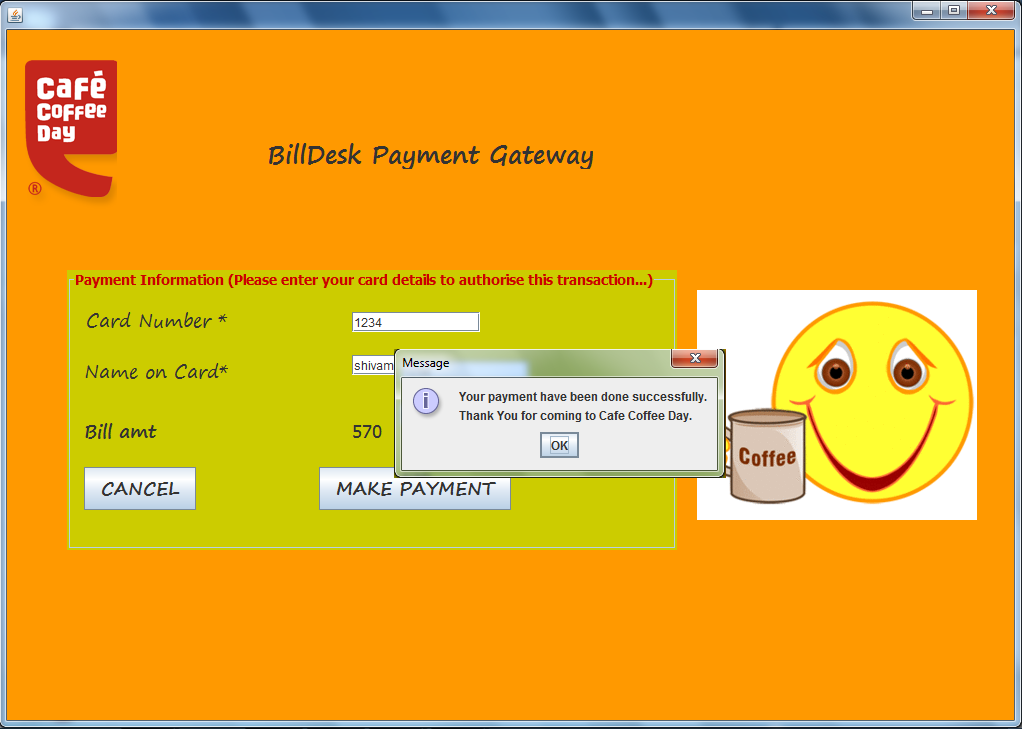 Café
Coffee
Day
®
BillDesk Payment Gateway
Payment Information (Please enter your card details to authorise this transaction...)
Card Number *
1234
Name on Card*
shivam
Message
Your payment have been done successfully.
Thank You for coming to Cafe Coffee Day.
OK
Bill amt
570
CANCEL
MAKE PAYMENT
Coffee